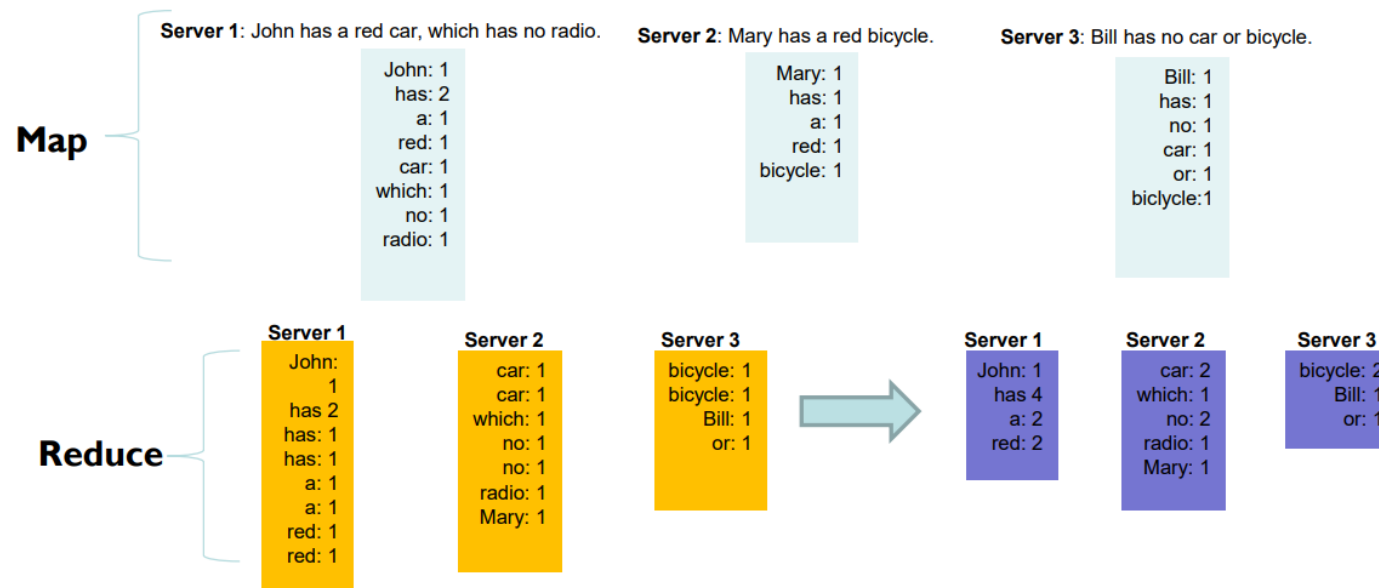 Server 1: John has a red car, which has no radio.
Server 2: Mary has a red bicycle.
Server 3: Bill has no car or bicycle.
Map
John: 1
has: 2
a: 1
red: 1
car: 1
which: 1
no: 1
radio: 1
Mary: 1
has: 1
a: 1
red: 1
bicycle: 1
Bill: 1
has: 1
no: 1
car: 1
or: 1
biclycle:1
Reduce
Server 1
John:
1
has 2
has: 1
has: 1
a: 1
a: 1
red: 1
red: 1
Server 2
car: 1
car: 1
which: 1
no: 1
no: 1
radio: 1
Mary: 1
Server 3
bicycle: 1
bicycle: 1
Bill: 1
or: 1
Server 1
John: 1
has 4
a: 2
red: 2
Server 2
car: 2
which: 1
no: 2
radio: 1
Mary: 1
Server 3
bicycle: 2
Bill: 1
or: 1